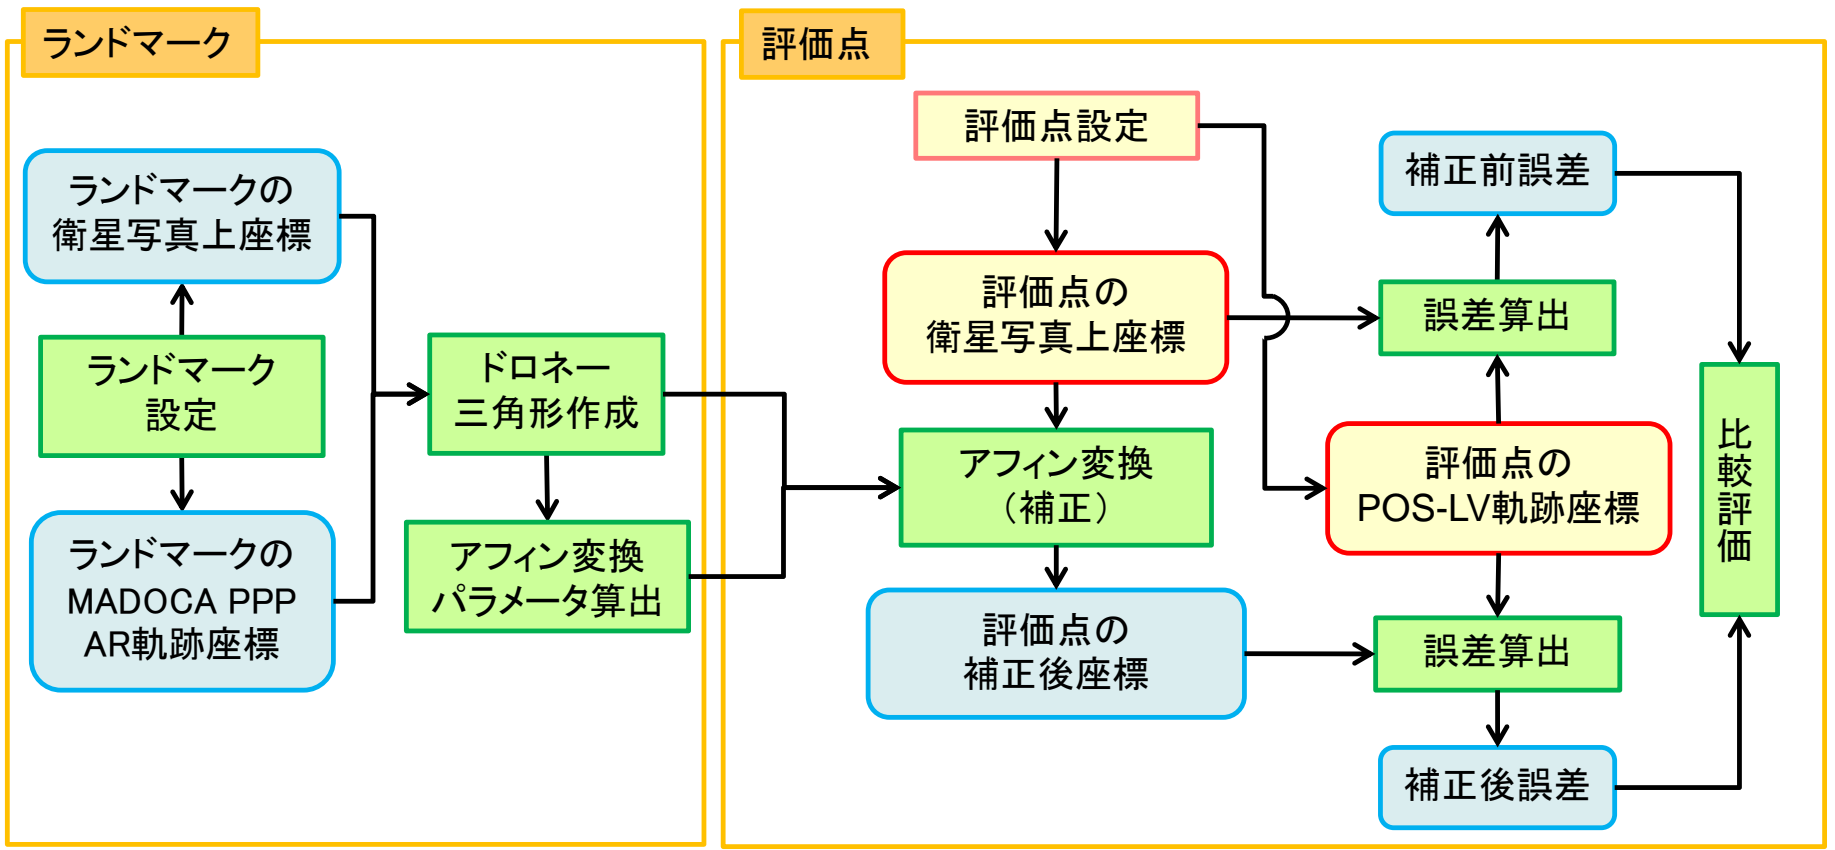 ランドマーク
ランドマークの
衛星写真上座標
ランドマーク
設定
ランドマークの
MADOCA PPP
AR軌跡座標
ドロネー
三角形作成
アフィン変換
パラメータ算出
評価点
評価点設定
評価点の
衛星写真上座標
アフィン変換
（補正）
評価点の
補正後座標
補正前誤差
誤差算出
評価点の
POS-LV軌跡座標
誤差算出
補正後誤差
比較評価